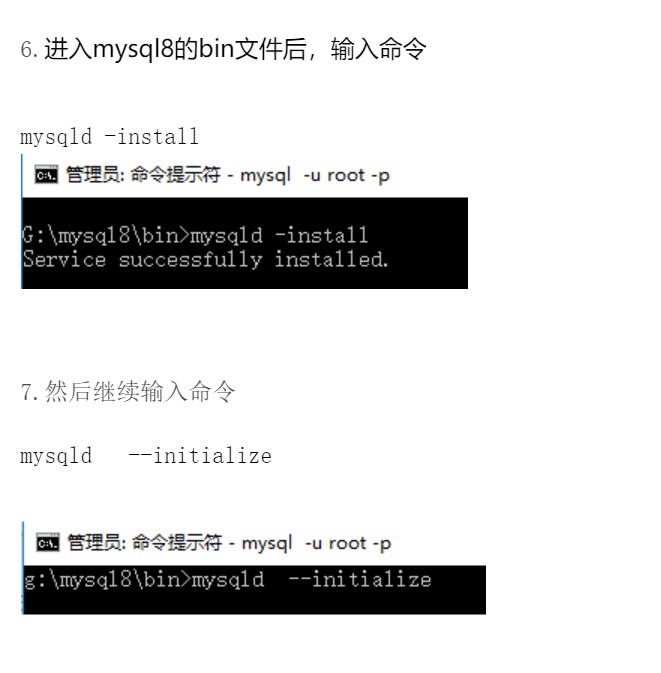 6.进入mysql8的bin文件后，输入命令
mysqld -install
管理员: 命令提示符 - mysql  -u root -p
G:\mysql8\bin>mysqld -install
Service successfully installed.
7.然后继续输入命令
mysqld   --initialize
管理员: 命令提示符 - mysql  -u root -p
g:\mysql8\bin>mysqld  --initialize